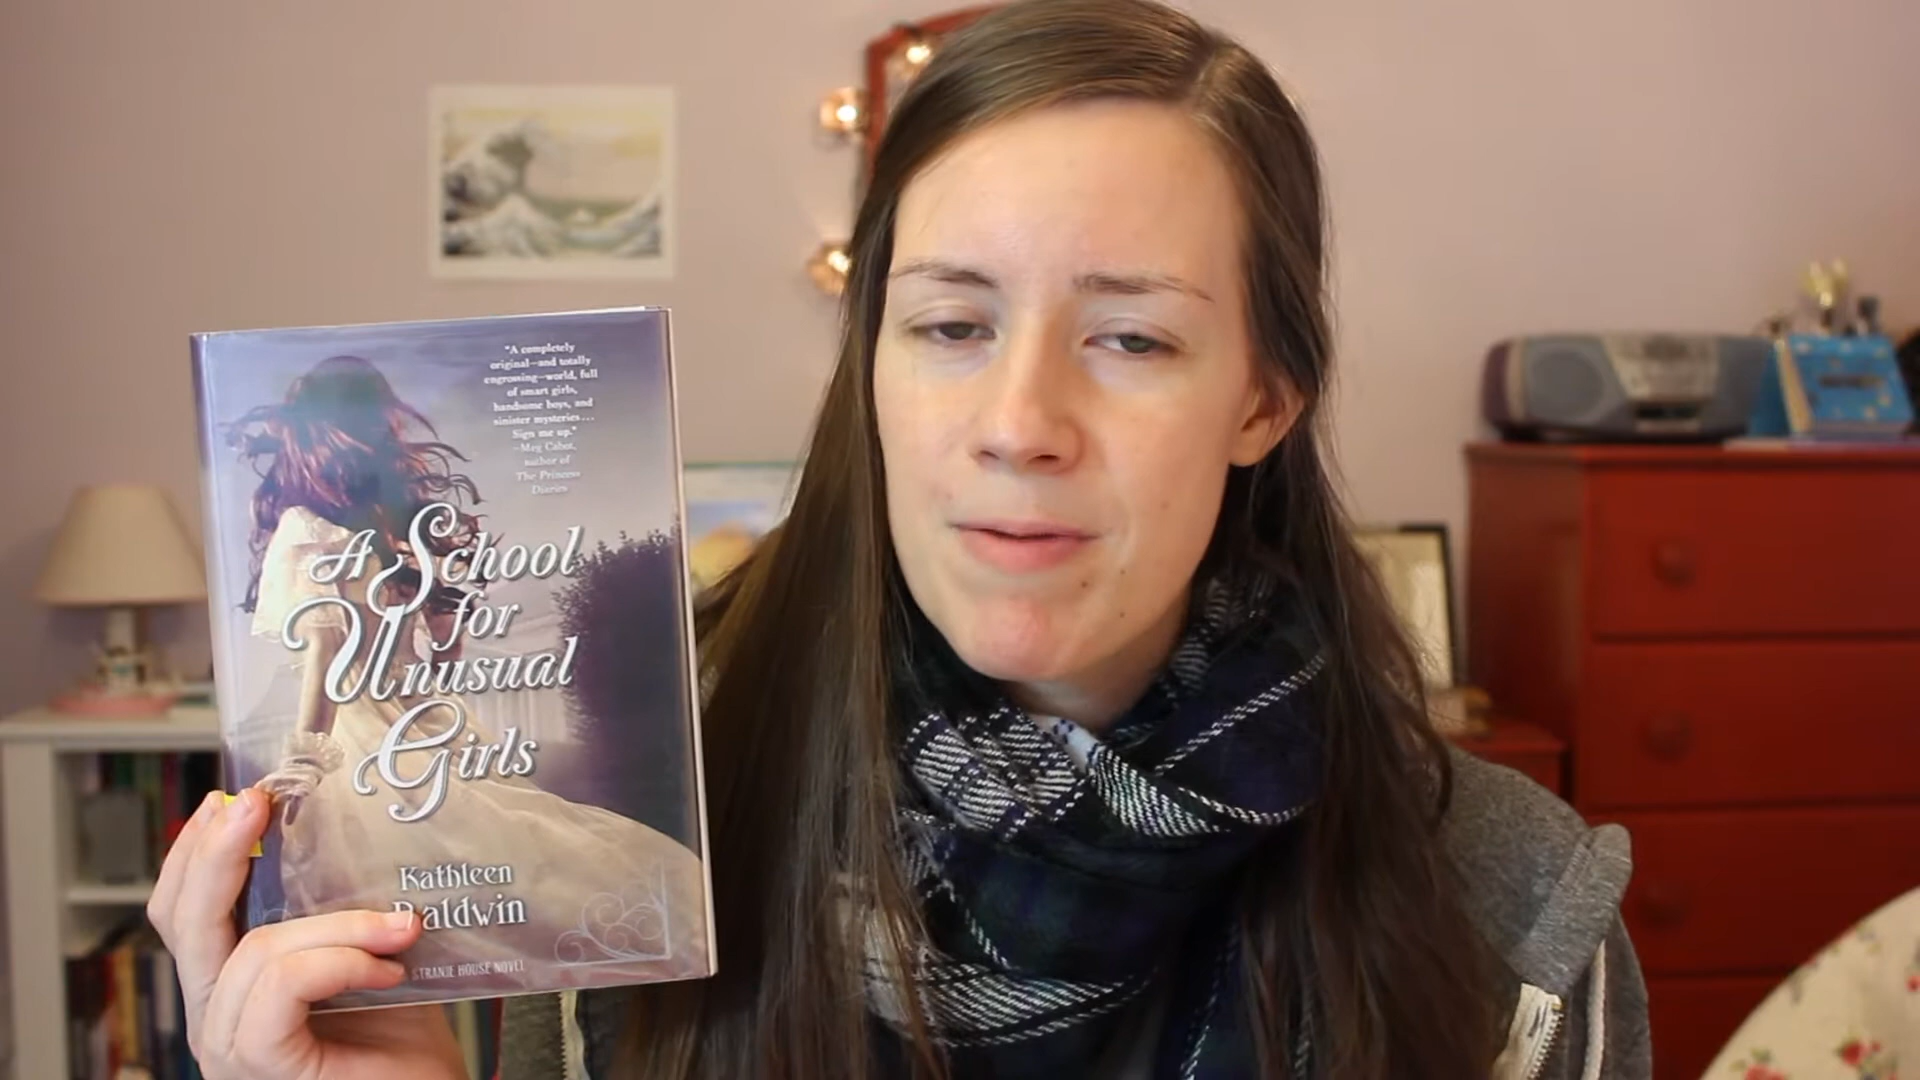 "A completely
original—and totally
engrossing—world, full
of smart girls,
handsome boys, and
sinister mysteries...
Sign me up."
—Meg Cabot,
author of
The Princess
Diaries
A School
for
Unusual
Girls
Kathleen
Baldwin
STRANJE HOUSE NOVEL